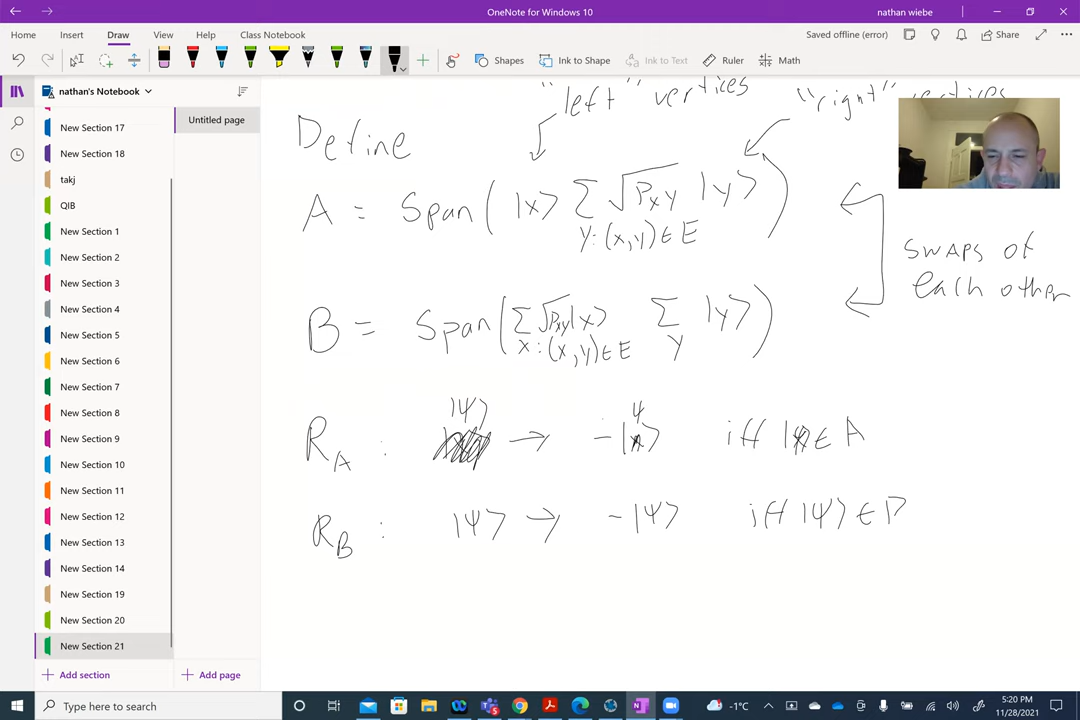 OneNote for Windows 10
nathan wiebe
Home Insert Draw View Help Class Notebook
Saved offline (error)
Share
Shapes
Ink to Shape
Ink to Text
Ruler
Math
nathan's Notebook
New Section 17
New Section 18
takj
QIB
New Section 1
New Section 2
New Section 3
New Section 4
New Section 5
New Section 6
New Section 7
New Section 8
New Section 9
New Section 10
New Section 11
New Section 12
New Section 13
New Section 14
New Section 19
New Section 20
New Section 21
Add section
Untitled page
Add page
"left" vertices
"right" vertices
Define
A = Span( |x> Σ √Pxy |y> )
y:(x,y)∈E
B = Span( Σ √Pxy |x> Σ |y> )
x:(x,y)∈E y
swaps of
each other
R_A : |ψ> → -|ψ> iff ∈ A
R_B : |ψ> → -|ψ> iff |ψ> ∈
Type here to search
-1°C
5:20 PM
11/28/2021